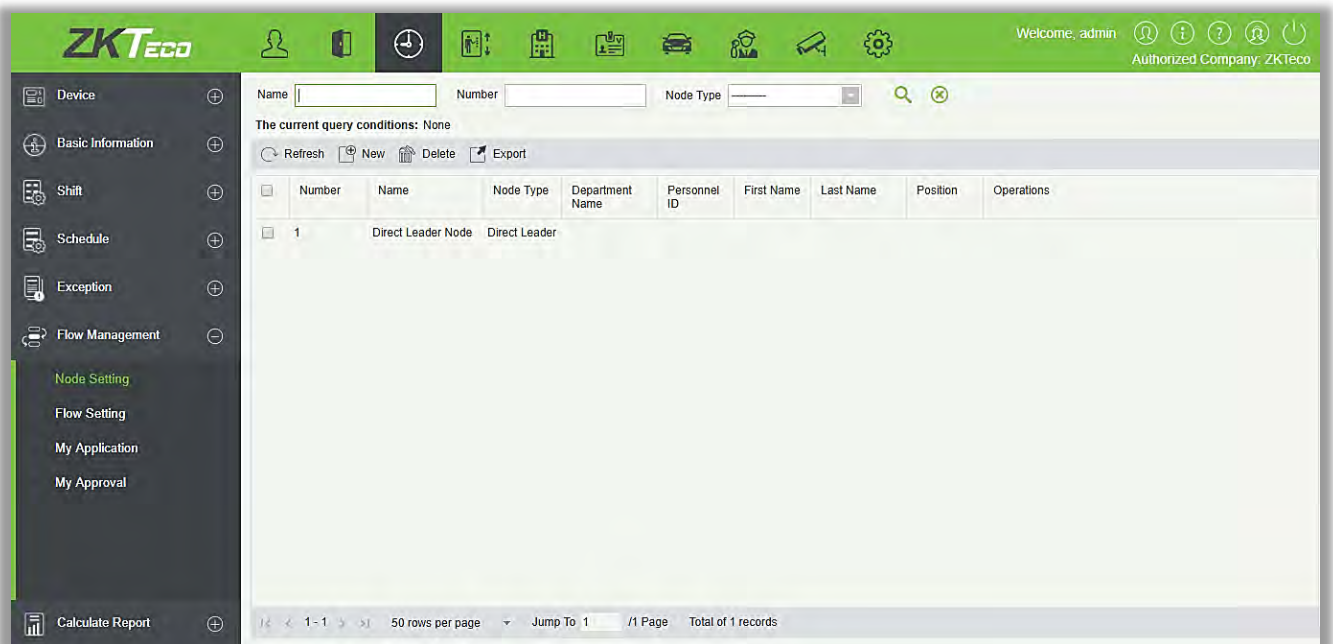 ZKTECO
Welcome, admin
Authorized Company: ZKTeco
Device
Basic Information
Shift
Schedule
Exception
Flow Management
Node Setting
Flow Setting
My Application
My Approval
Calculate Report
Name Number Node Type ---------
The current query conditions: None
Refresh New Delete Export
Number Name Node Type Department Name Personnel ID First Name Last Name Position Operations
1 Direct Leader Node Direct Leader
1 - 1 50 rows per page Jump To 1 /1 Page Total of 1 records